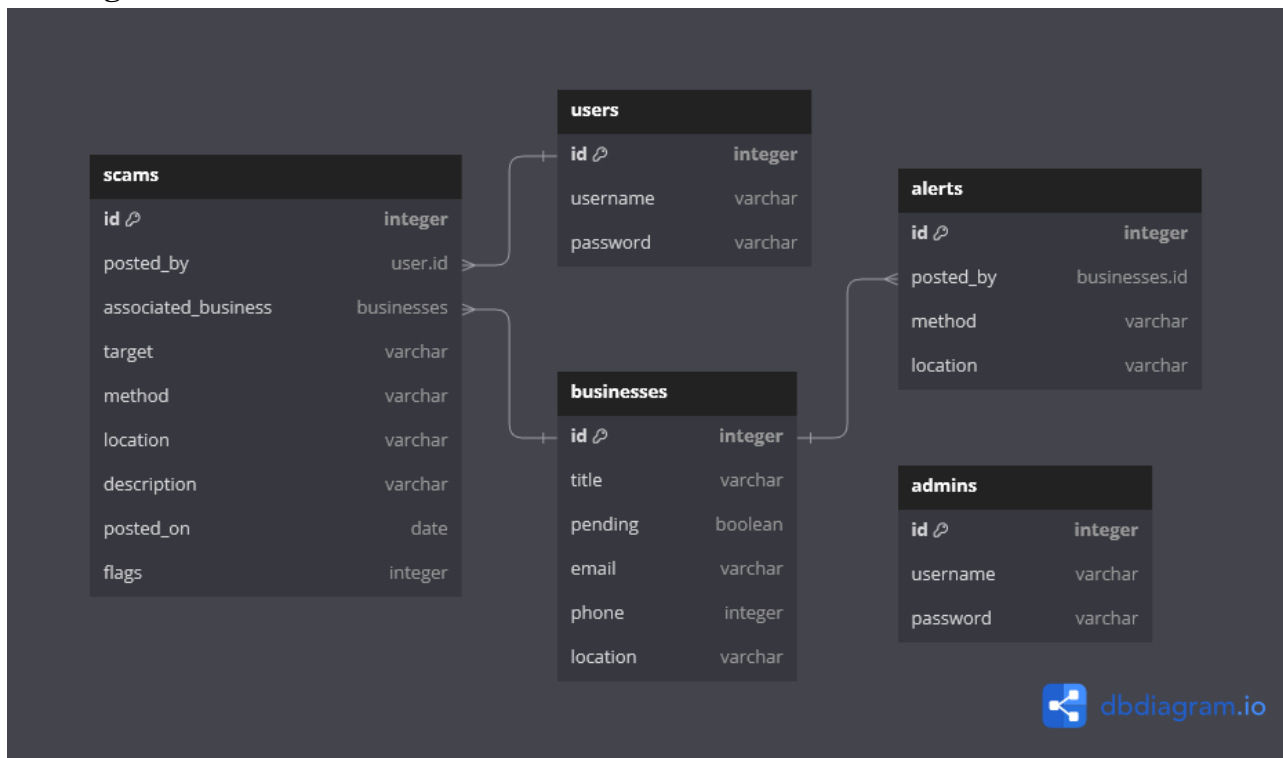 scams
id integer
posted_by user.id
associated_business businesses
target varchar
method varchar
location varchar
description varchar
posted_on date
flags integer
users
id integer
username varchar
password varchar
businesses
id integer
title varchar
pending boolean
email varchar
phone integer
location varchar
alerts
id integer
posted_by businesses.id
method varchar
location varchar
admins
id integer
username varchar
password varchar
dbdiagram.io